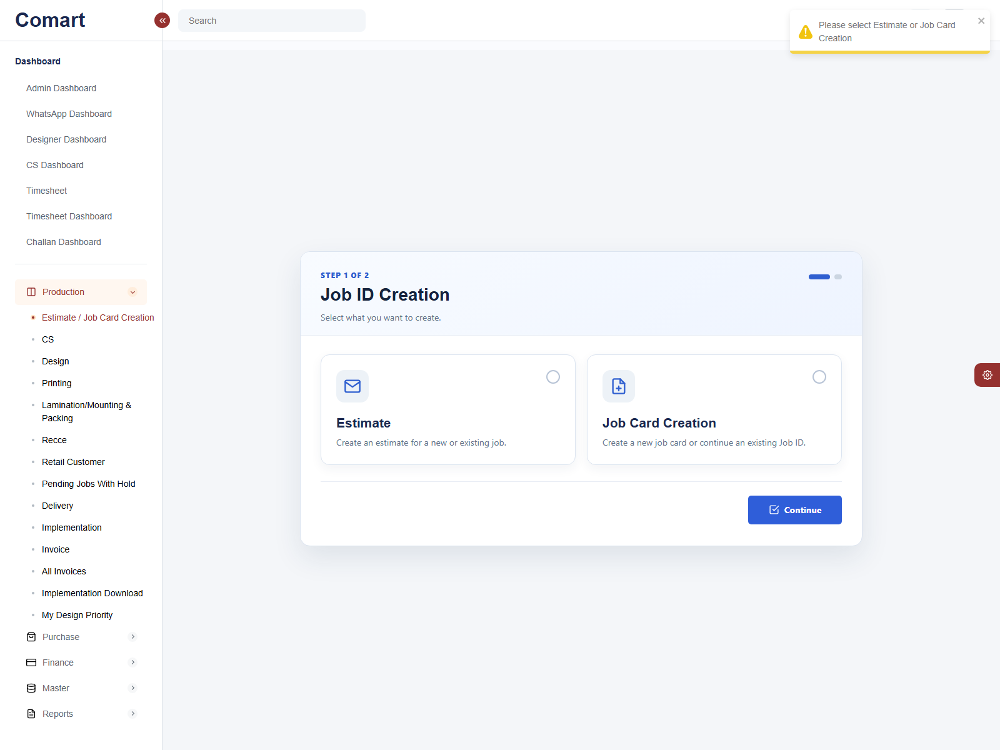 Comart
Search
Please select Estimate or Job Card
Creation
Dashboard
Admin Dashboard
WhatsApp Dashboard
Designer Dashboard
CS Dashboard
Timesheet
Timesheet Dashboard
Challan Dashboard
Production
Estimate / Job Card Creation
CS
Design
Printing
Lamination/Mounting &
Packing
Recce
Retail Customer
Pending Jobs With Hold
Delivery
Implementation
Invoice
All Invoices
Implementation Download
My Design Priority
Purchase
Finance
Master
Reports
STEP 1 OF 2
Job ID Creation
Select what you want to create.
Estimate
Create an estimate for a new or existing job.
Job Card Creation
Create a new job card or continue an existing Job ID.
Continue